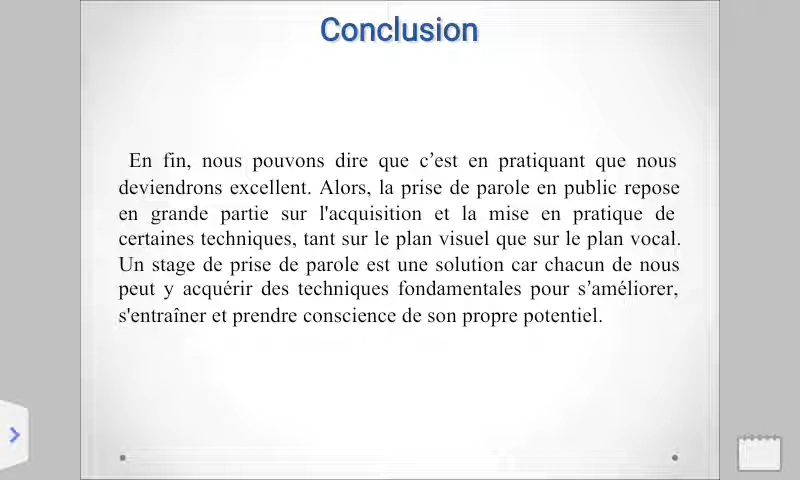 Conclusion
En fin, nous pouvons dire que c’est en pratiquant que nous
deviendrons excellent. Alors, la prise de parole en public repose
en grande partie sur l'acquisition et la mise en pratique de
certaines techniques, tant sur le plan visuel que sur le plan vocal.
Un stage de prise de parole est une solution car chacun de nous
peut y acquérir des techniques fondamentales pour s’améliorer,
s'entraîner et prendre conscience de son propre potentiel.